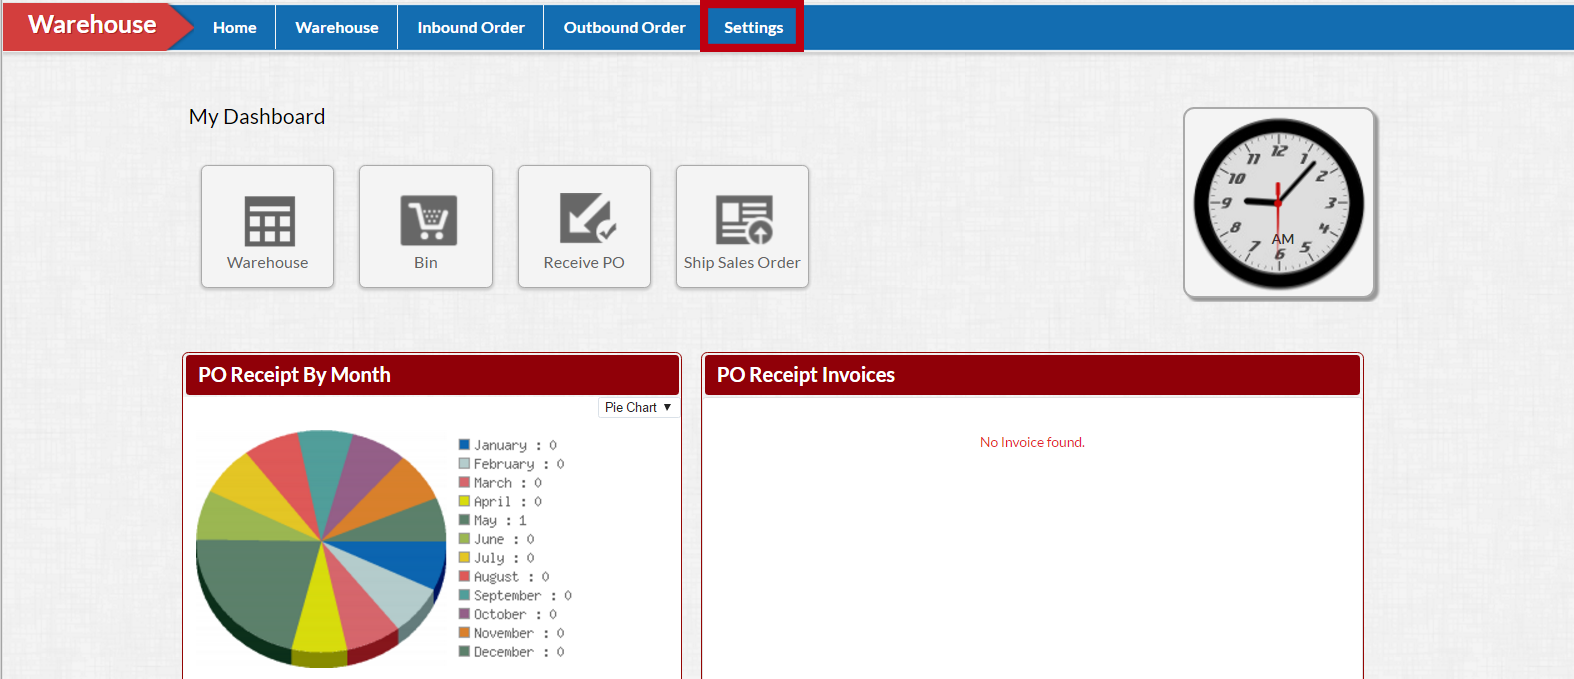 Warehouse
Home
Warehouse
Inbound Order
Outbound Order
Settings
My Dashboard
Warehouse
Bin
Receive PO
Ship Sales Order
12
1
2
3
4
5
6
7
8
9
10
11
AM
PO Receipt By Month
Pie Chart ▼
January : 0
February : 0
March : 0
April : 0
May : 1
June : 0
July : 0
August : 0
September : 0
October : 0
November : 0
December : 0
PO Receipt Invoices
No Invoice found.